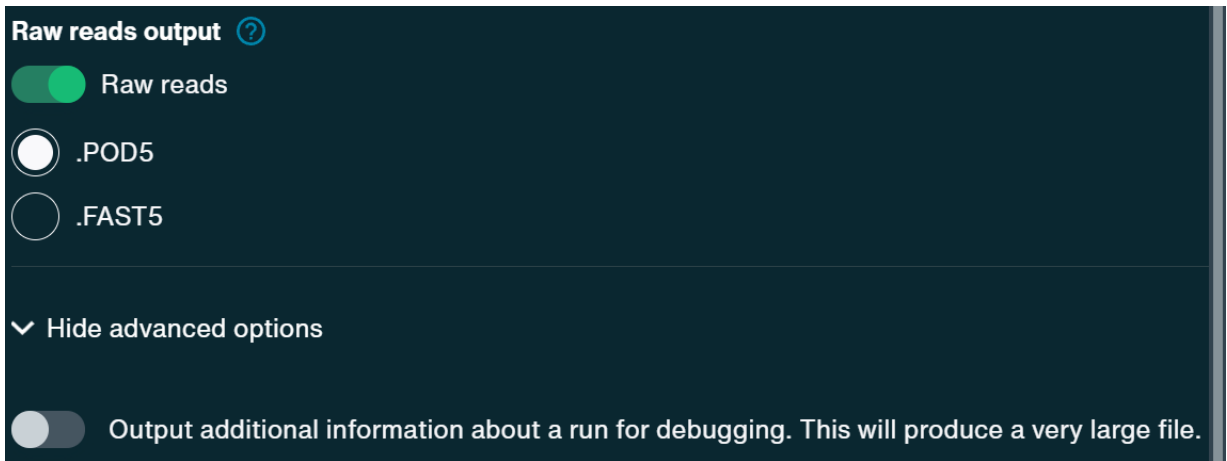 Raw reads output ?
Raw reads
.POD5
.FAST5
Hide advanced options
Output additional information about a run for debugging. This will produce a very large file.